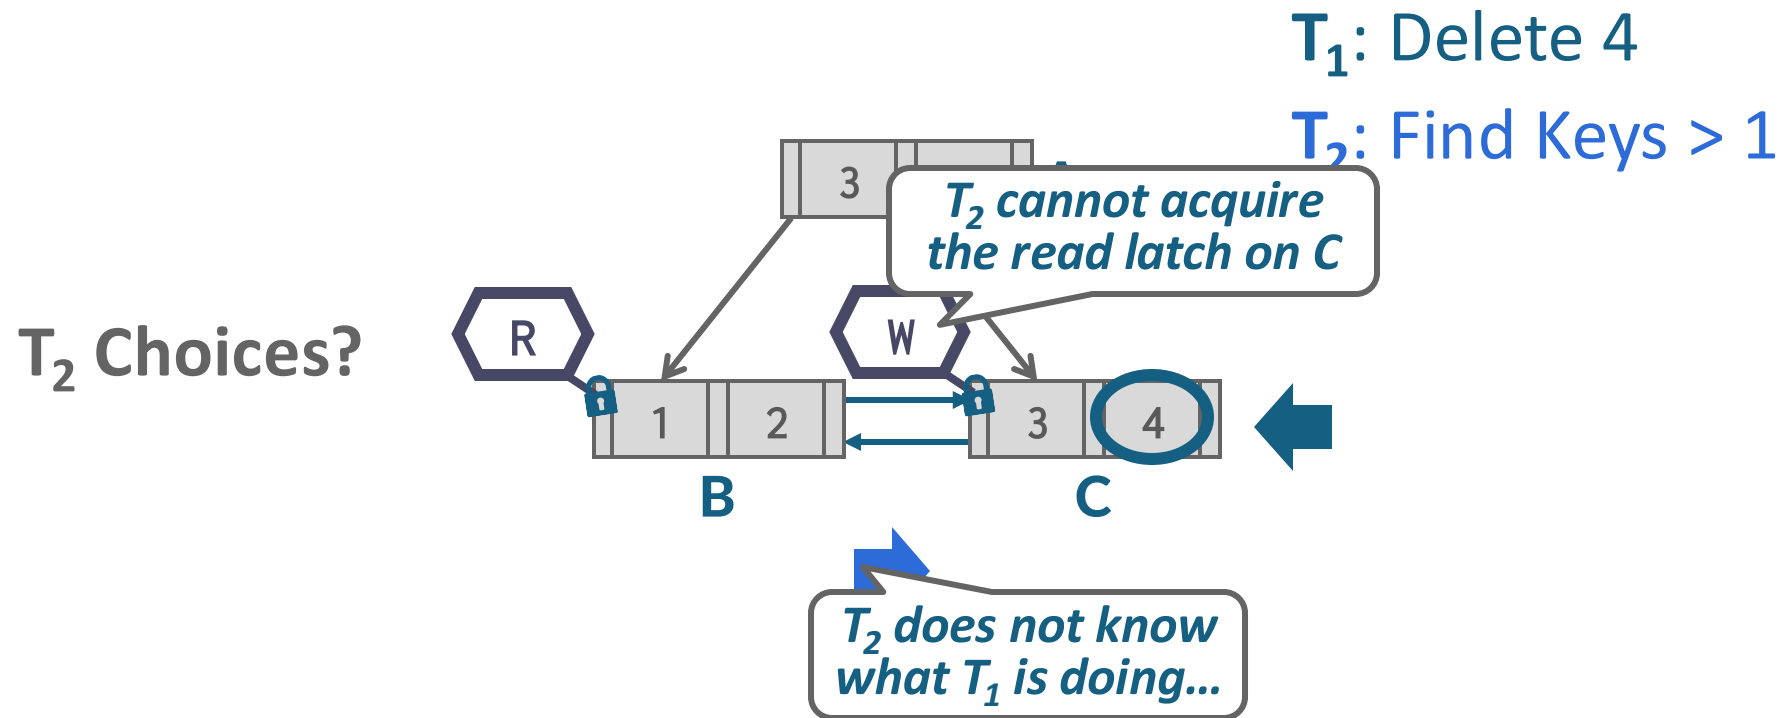 T₁: Delete 4
T₂: Find Keys > 1
3
T₂ cannot acquire
the read latch on C
T₂ Choices?
R
W
1 2
3 4
B
C
T₂ does not know
what T₁ is doing…